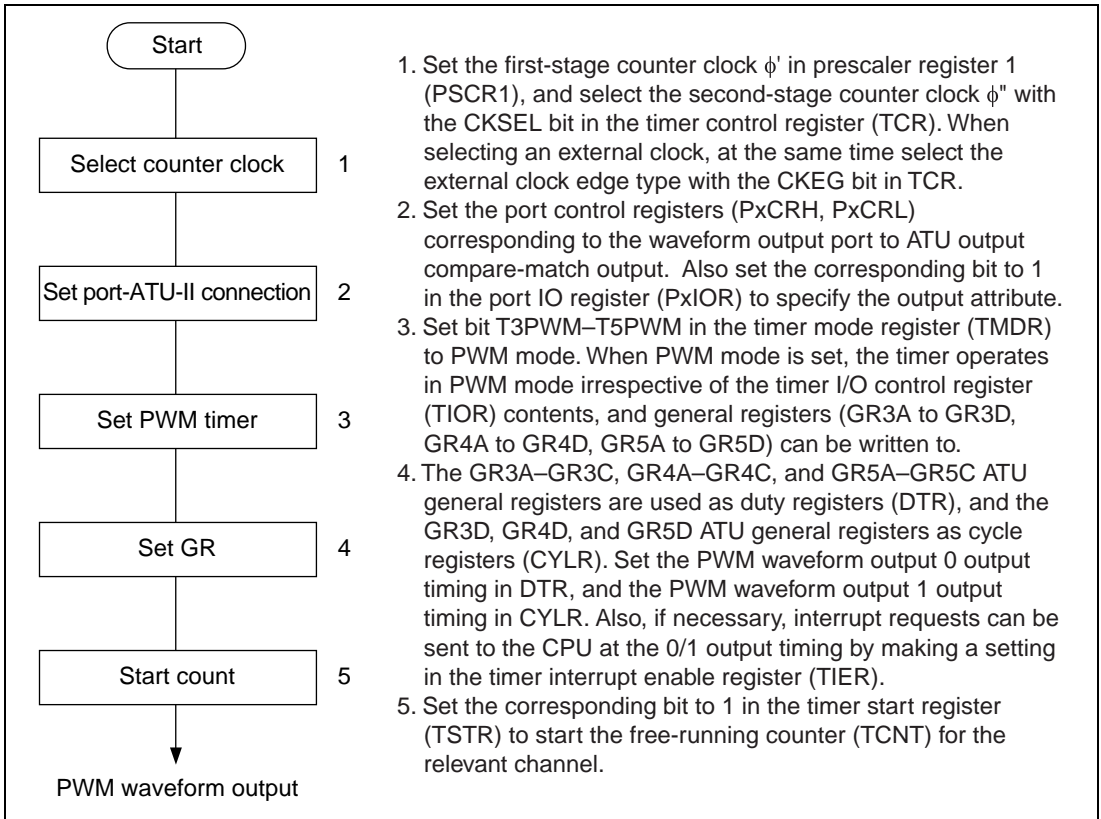 Start
Select counter clock 1
Set port-ATU-II connection 2
Set PWM timer 3
Set GR 4
Start count 5
PWM waveform output
1. Set the first-stage counter clock ϕ' in prescaler register 1
(PSCR1), and select the second-stage counter clock ϕ" with
the CKSEL bit in the timer control register (TCR). When
selecting an external clock, at the same time select the
external clock edge type with the CKEG bit in TCR.
2. Set the port control registers (PxCRH, PxCRL)
corresponding to the waveform output port to ATU output
compare-match output.  Also set the corresponding bit to 1
in the port IO register (PxIOR) to specify the output attribute.
3. Set bit T3PWM–T5PWM in the timer mode register (TMDR)
to PWM mode. When PWM mode is set, the timer operates
in PWM mode irrespective of the timer I/O control register
(TIOR) contents, and general registers (GR3A to GR3D,
GR4A to GR4D, GR5A to GR5D) can be written to.
4. The GR3A–GR3C, GR4A–GR4C, and GR5A–GR5C ATU
general registers are used as duty registers (DTR), and the
GR3D, GR4D, and GR5D ATU general registers as cycle
registers (CYLR). Set the PWM waveform output 0 output
timing in DTR, and the PWM waveform output 1 output
timing in CYLR. Also, if necessary, interrupt requests can be
sent to the CPU at the 0/1 output timing by making a setting
in the timer interrupt enable register (TIER).
5. Set the corresponding bit to 1 in the timer start register
(TSTR) to start the free-running counter (TCNT) for the
relevant channel.